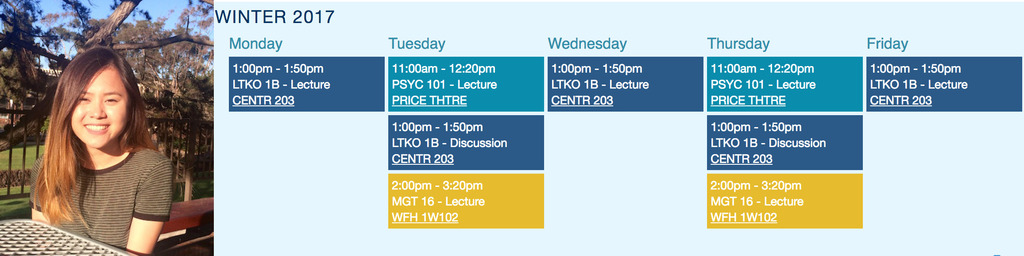 WINTER 2017
Monday
1:00pm - 1:50pm
LTKO 1B - Lecture
CENTR 203
Tuesday
11:00am - 12:20pm
PSYC 101 - Lecture
PRICE THTRE
1:00pm - 1:50pm
LTKO 1B - Discussion
CENTR 203
2:00pm - 3:20pm
MGT 16 - Lecture
WFH 1W102
Wednesday
1:00pm - 1:50pm
LTKO 1B - Lecture
CENTR 203
Thursday
11:00am - 12:20pm
PSYC 101 - Lecture
PRICE THTRE
1:00pm - 1:50pm
LTKO 1B - Discussion
CENTR 203
2:00pm - 3:20pm
MGT 16 - Lecture
WFH 1W102
Friday
1:00pm - 1:50pm
LTKO 1B - Lecture
CENTR 203